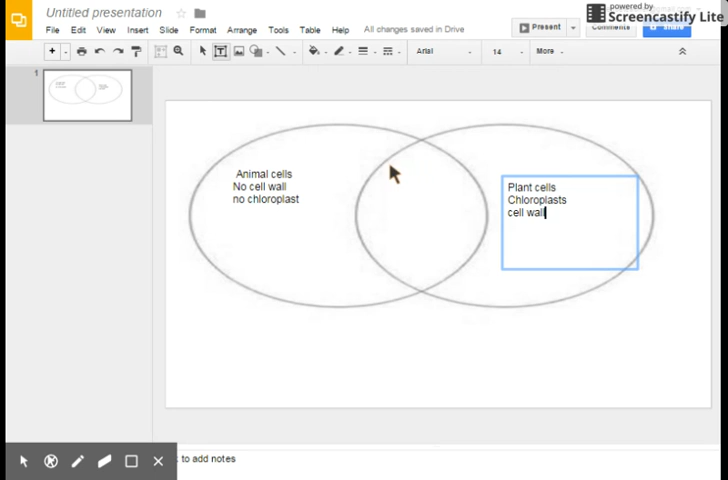 Untitled presentation
powered by
Screencastify Lite
File Edit View Insert Slide Format Arrange Tools Table Help All changes saved in Drive
Present
Comments
Share
Arial
14
More
1
Animal cells
No cell wall
no chloroplast
Plant cells
Chloroplasts
cell wall
to add notes